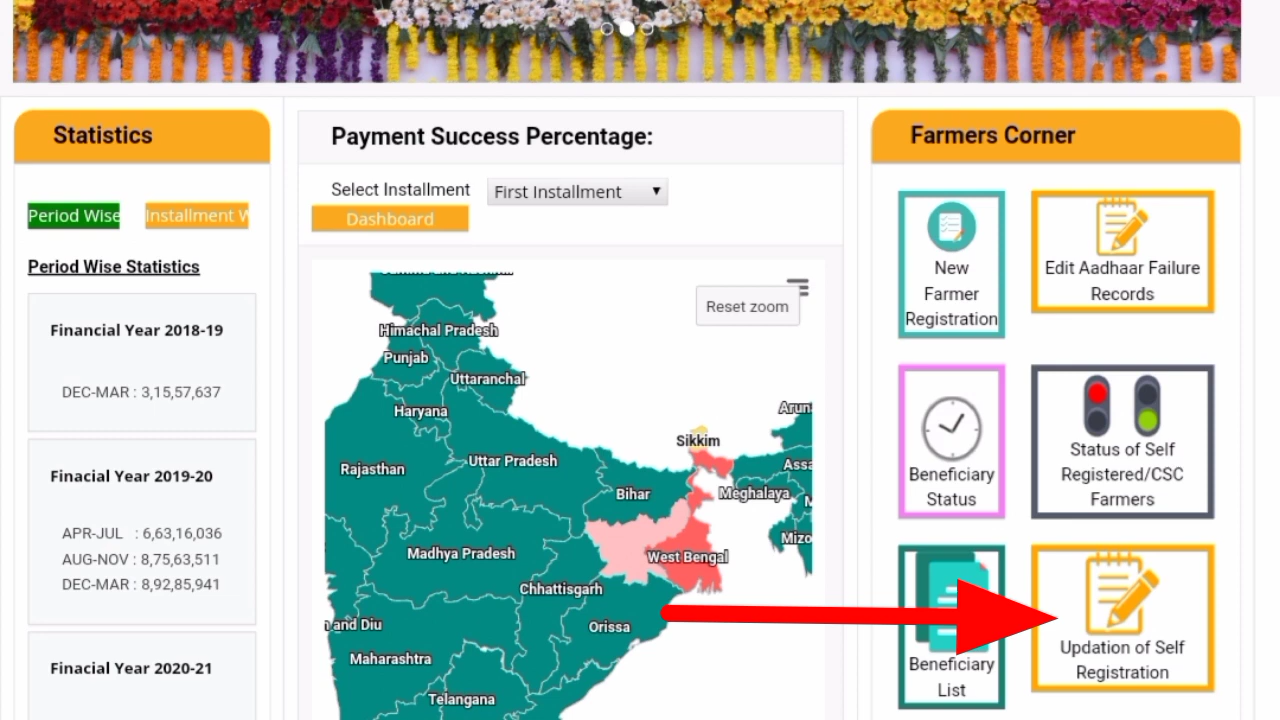 Statistics
Period Wise
Installment W
Period Wise Statistics
Financial Year 2018-19
DEC-MAR : 3,15,57,637
Finacial Year 2019-20
APR-JUL : 6,63,16,036
AUG-NOV : 8,75,63,511
DEC-MAR : 8,92,85,941
Finacial Year 2020-21
Payment Success Percentage:
Select Installment
First Installment
Dashboard
Reset zoom
Himachal Pradesh
Punjab
Uttaranchal
Haryana
Arun
Sikkim
Rajasthan
Uttar Pradesh
Assa
Bihar
Meghalaya
M
Mizo
Madhya Pradesh
West Bengal
Chhattisgarh
and Diu
Orissa
Maharashtra
Telangana
Farmers Corner
New
Farmer
Registration
Edit Aadhaar Failure
Records
Beneficiary
Status
Status of Self
Registered/CSC
Farmers
Beneficiary
List
Updation of Self
Registration